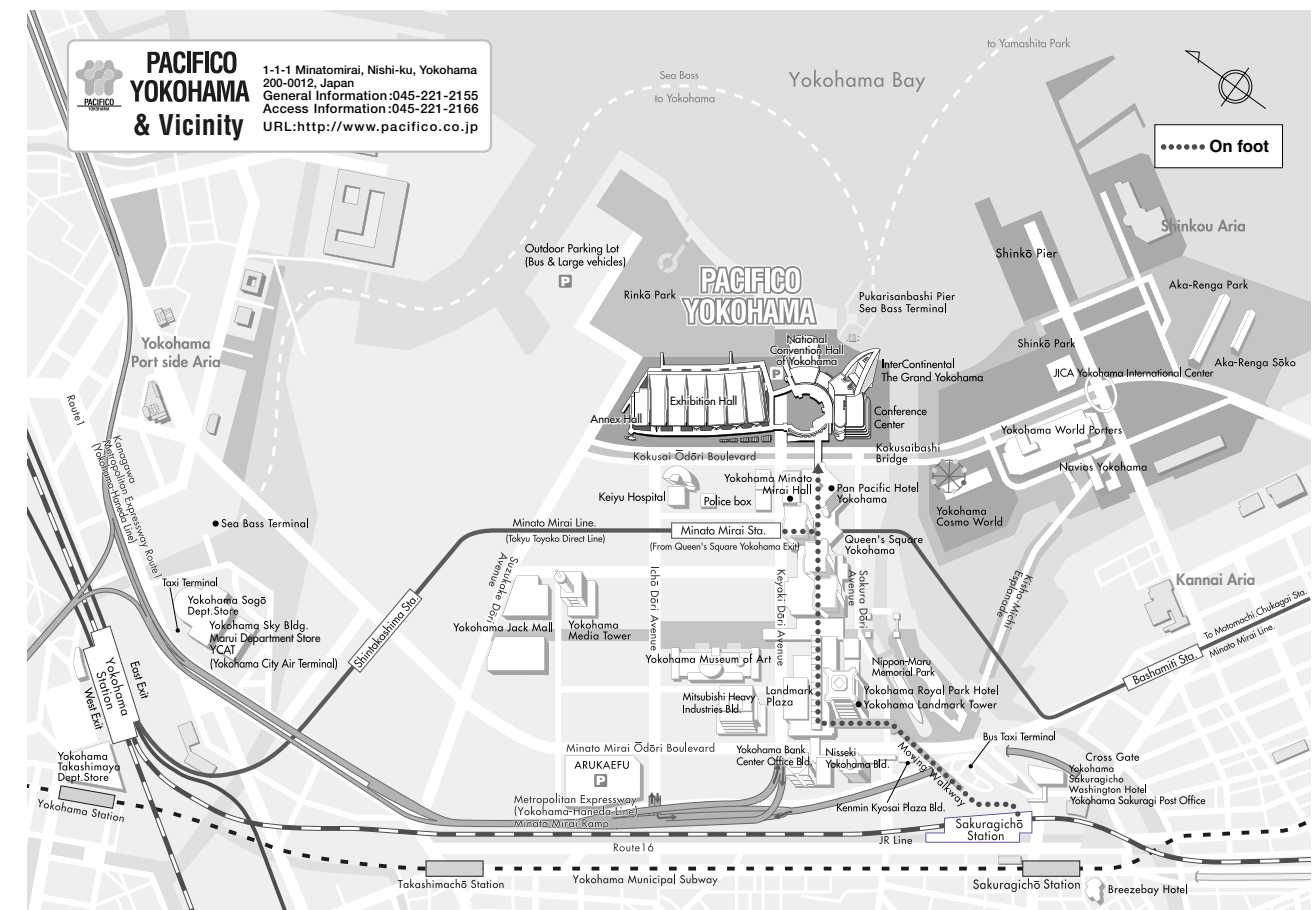 PACIFICO
YOKOHAMA
& Vicinity
PACIFICO
YOKOHAMA
1-1-1 Minatomirai, Nishi-ku, Yokohama
200-0012, Japan
General Information:045-221-2155
Access Information:045-221-2166
URL:http://www.pacifico.co.jp
to Yamashita Park
Sea Bass
to Yokohama
Yokohama Bay
On foot
Shinkou Aria
Shinkō Pier
Outdoor Parking Lot
(Bus & Large vehicles)
P
Rinkō Park
PACIFICO
YOKOHAMA
Pukarisanbashi Pier
Sea Bass Terminal
Aka-Renga Park
Yokohama
Port side Aria
National
Convention Hall
of Yokohama
P
Shinkō Park
InterContinental
The Grand Yokohama
JICA Yokohama International Center
Aka-Renga Sōko
Exhibition Hall
Annex Hall
Conference
Center
Route1
Kanagawa
Metropolitan Expressway Route1
(Yokohama-Haneda Line)
Kokusai Ōdōri Boulevard
Kokusaibashi
Bridge
Yokohama World Porters
Navios Yokohama
Keiyu Hospital
Police box
Yokohama Minato
Mirai Hall
Pan Pacific Hotel
Yokohama
Yokohama
Cosmo World
Sea Bass Terminal
Minato Mirai Line.
(Tokyu Toyoko Direct Line)
Minato Mirai Sta.
(From Queen's Square Yokohama Exit)
Queen's Square
Yokohama
Suzukake Dōri
Avenue
Ichō Dōri Avenue
Keyaki Dōri Avenue
Sakura Dōri
Avenue
Kisha-Michi
Esplanade
Kannai Aria
Taxi Terminal
Yokohama Sogō
Dept.Store
Yokohama Sky Bldg.
Marui Department Store
YCAT
(Yokohama City Air Terminal)
Shintakashima Sta.
Yokohama Jack Mall
Yokohama
Media Tower
To Motomachi Chukagai Sta.
Minato Mirai Line.
Bashamiti Sta.
Yokohama Museum of Art
Nippon-Maru
Memorial Park
Yokohama
Station
East Exit
West Exit
Mitsubishi Heavy
Industries Bld.
Landmark
Plaza
Yokohama Royal Park Hotel
Yokohama Landmark Tower
Minato Mirai Ōdōri Boulevard
Yokohama Bank
Center Office Bld.
Nisseki
Yokohama Bld.
Moving Walkway
Bus Taxi Terminal
Yokohama
Takashimaya
Dept.Store
ARUKAEFU
P
Cross Gate
Yokohama
Sakuragicho
Washington Hotel
Yokohama Sakuragi Post Office
Kenmin Kyosai Plaza Bld.
Yokohama Station
Metropolitan Expressway
(Yokohama-Haneda Line)
Minato Mirai Ramp
Sakuragichō
Station
JR Line
Route16
Takashimachō Station
Yokohama Municipal Subway
Sakuragichō Station
Breezebay Hotel